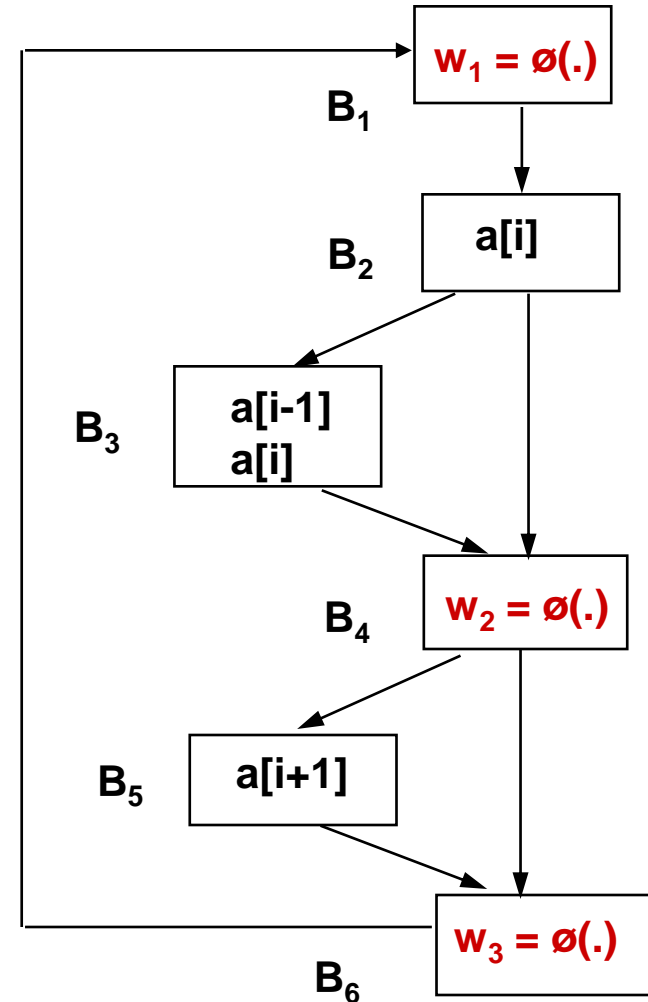 w₁ = ø(.)
B₁
a[i]
B₂
a[i-1]
B₃
a[i]
w₂ = ø(.)
B₄
a[i+1]
B₅
w₃ = ø(.)
B₆